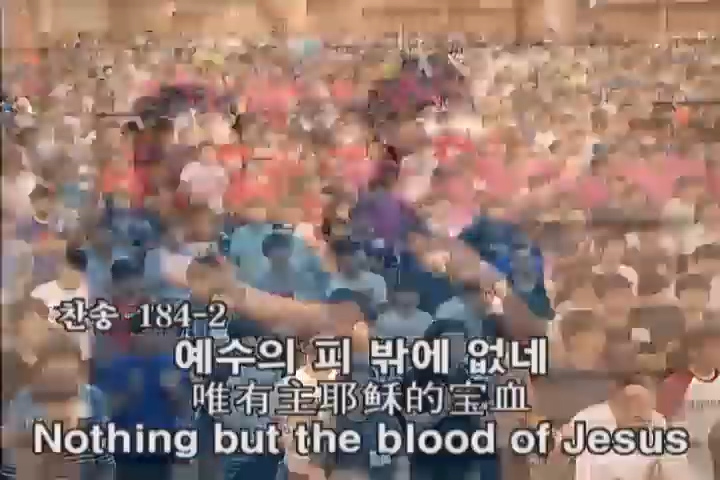 찬송 184-2
예수의 피 밖에 없네
唯有主耶稣的宝血
Nothing but the blood of Jesus